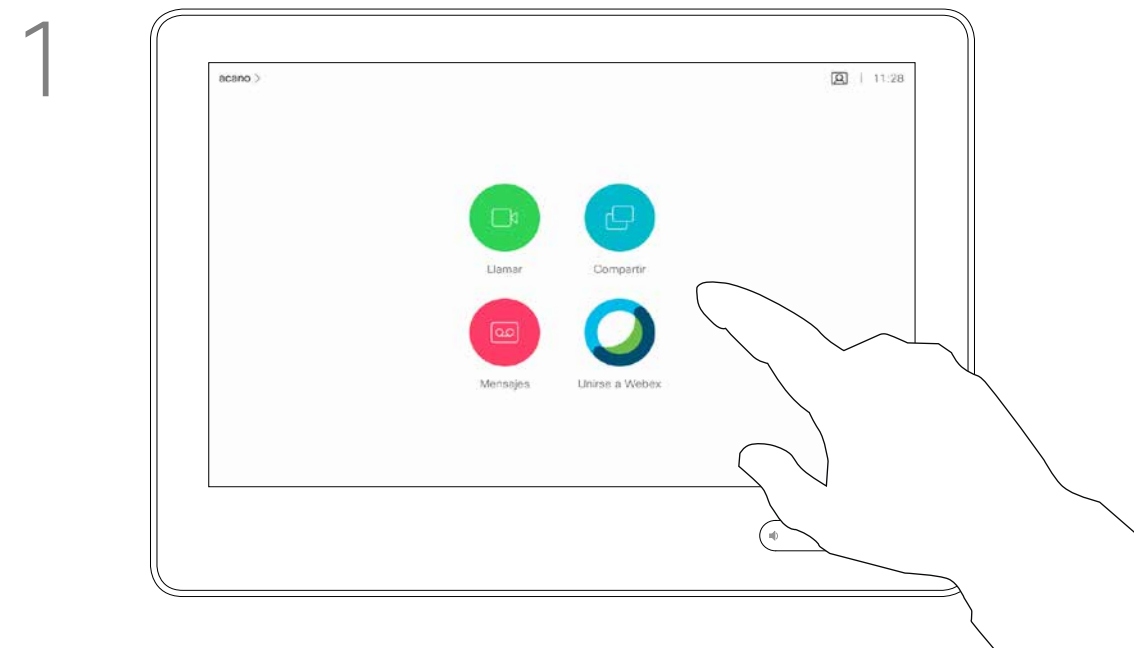 1
acano >
11:28
Llamar
Compartir
Mensajes
Unirse a Webex